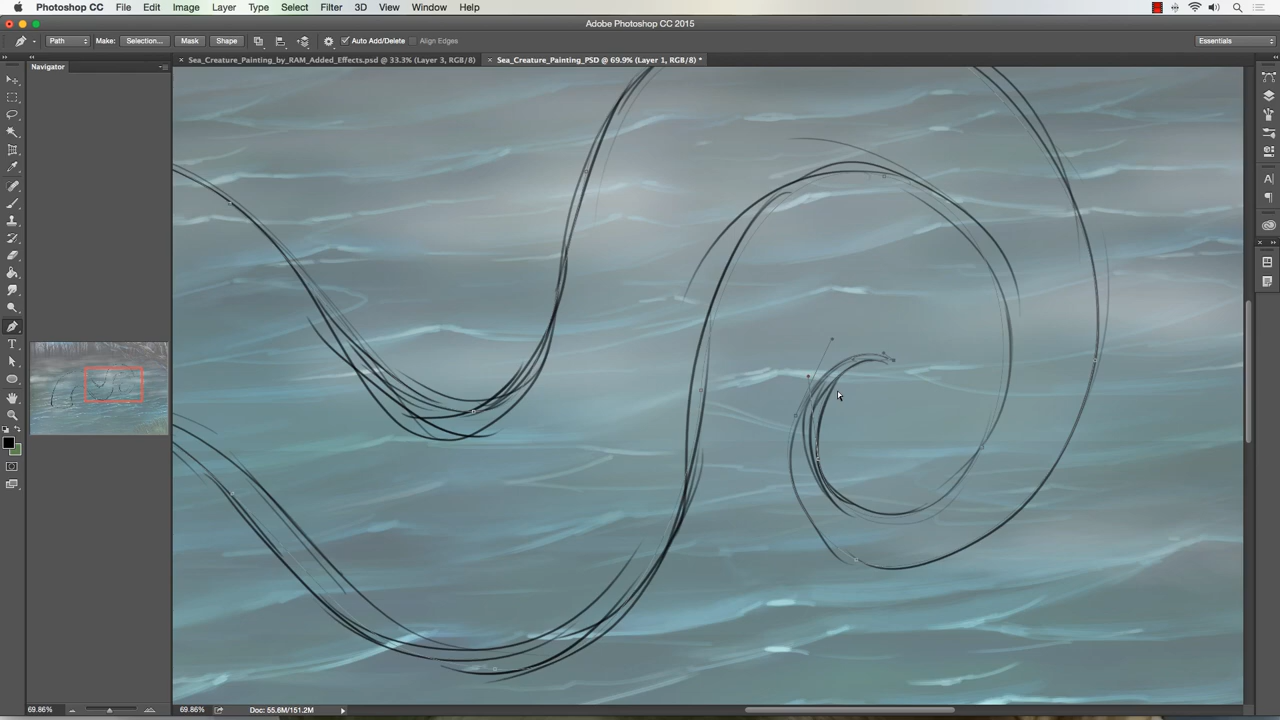 Photoshop CC File Edit Image Layer Type Select Filter 3D View Window Help
Adobe Photoshop CC 2015
Path Make: Selection... Mask Shape Auto Add/Delete Align Edges Essentials
Sea_Creature_Painting_by_RAM_Added_Effects.psd @ 33.3% (Layer 3, RGB/8) Sea_Creature_Painting_PSD @ 69.9% (Layer 1, RGB/8) *
Navigator
69.86% 69.86% Doc: 55.6M/151.2M